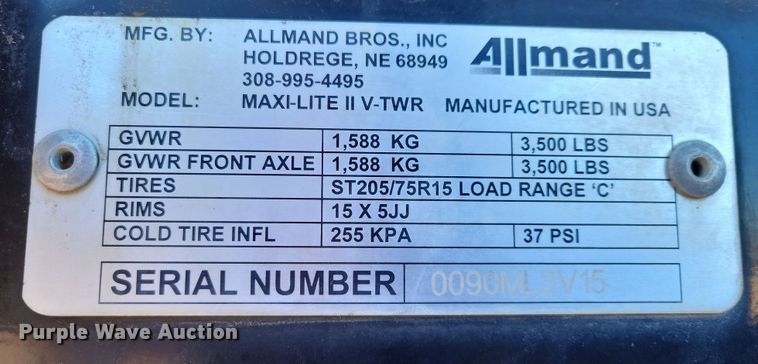 MFG. BY: ALLMAND BROS., INC
HOLDREGE, NE 68949
308-995-4495
Allmand™
MODEL: MAXI-LITE II V-TWR MANUFACTURED IN USA
GVWR 1,588 KG 3,500 LBS
GVWR FRONT AXLE 1,588 KG 3,500 LBS
TIRES ST205/75R15 LOAD RANGE 'C'
RIMS 15 X 5JJ
COLD TIRE INFL 255 KPA 37 PSI
SERIAL NUMBER 0090ML2V15
Purple Wave Auction